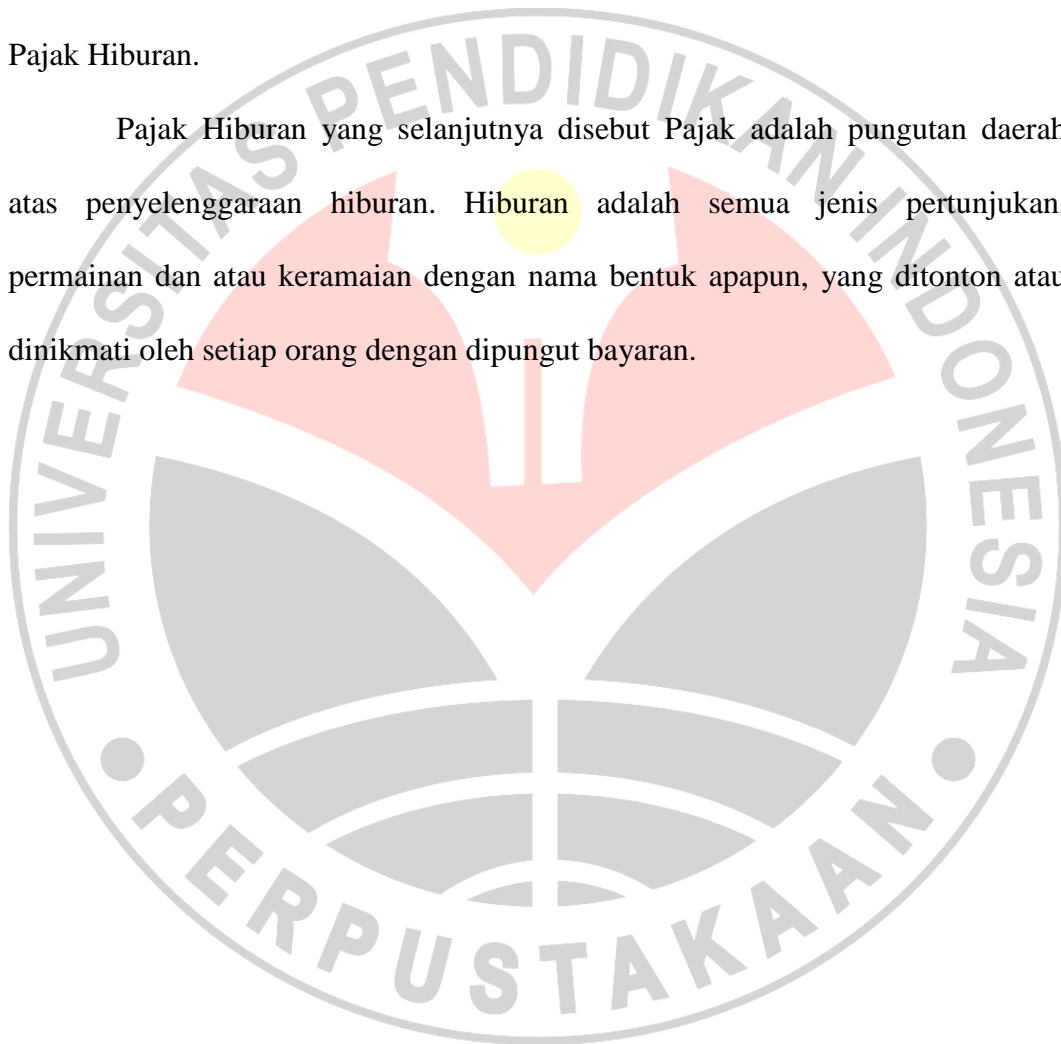 Pajak Hiburan.
Pajak Hiburan yang selanjutnya disebut Pajak adalah pungutan daerah
atas penyelenggaraan hiburan. Hiburan adalah semua jenis pertunjukan,
permainan dan atau keramaian dengan nama bentuk apapun, yang ditonton atau
dinikmati oleh setiap orang dengan dipungut bayaran.
UNIVERSITAS PENDIDIKAN INDONESIA
PERPUSTAKAAN